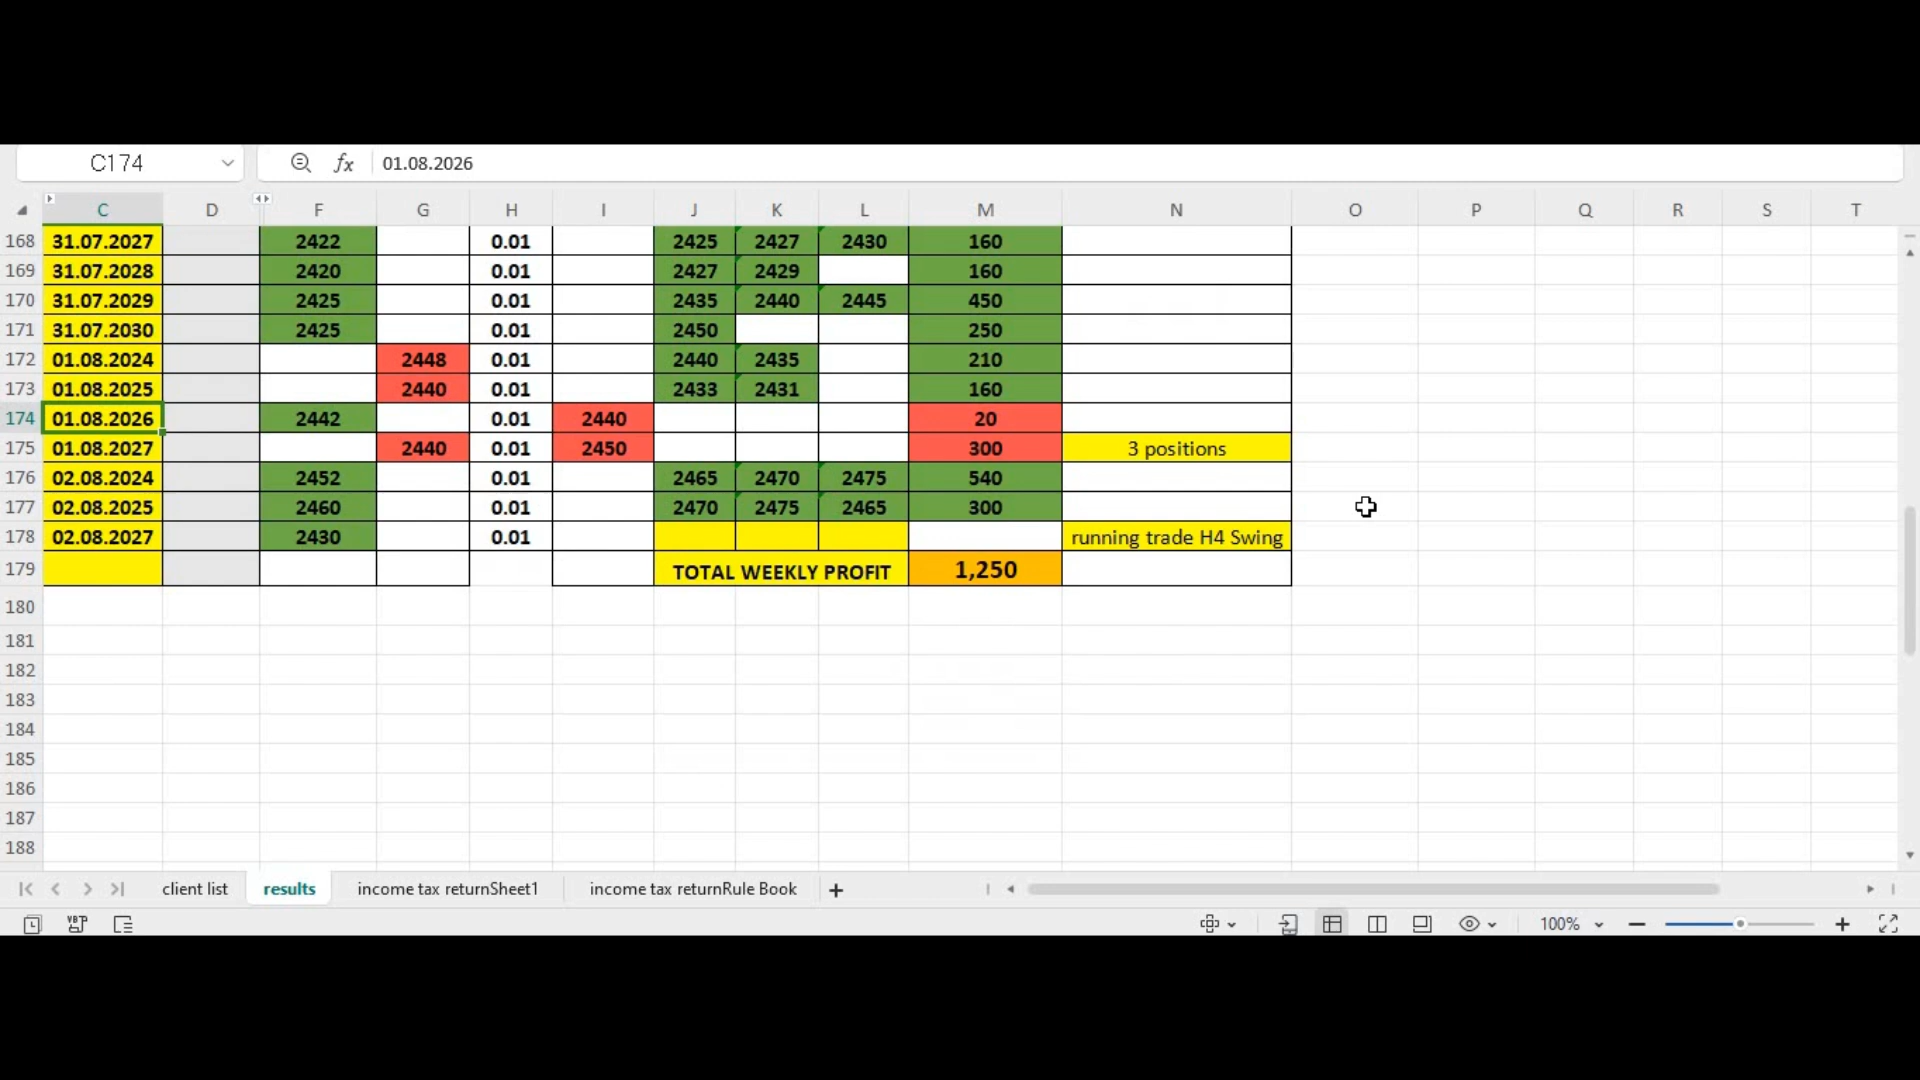 C174 fx 01.08.2026
C D F G H I J K L M N O P Q R S T
168 31.07.2027 2422 0.01 2425 2427 2430 160
169 31.07.2028 2420 0.01 2427 2429 160
170 31.07.2029 2425 0.01 2435 2440 2445 450
171 31.07.2030 2425 0.01 2450 250
172 01.08.2024 2448 0.01 2440 2435 210
173 01.08.2025 2440 0.01 2433 2431 160
174 01.08.2026 2442 0.01 2440 20
175 01.08.2027 2440 0.01 2450 300 3 positions
176 02.08.2024 2452 0.01 2465 2470 2475 540
177 02.08.2025 2460 0.01 2470 2475 2465 300
178 02.08.2027 2430 0.01 running trade H4 Swing
179 TOTAL WEEKLY PROFIT 1,250
180
181
182
183
184
185
186
187
188
client list results income tax returnSheet1 income tax returnRule Book
100%